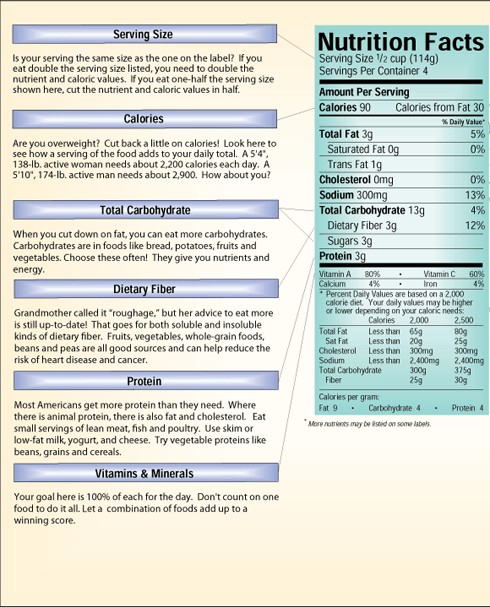 Serving Size
Is your serving the same size as the one on the label?  If you
eat double the serving size listed, you need to double the
nutrient and caloric values.  If you eat one-half the serving size
shown here, cut the nutrient and caloric values in half.
Calories
Are you overweight?  Cut back a little on calories!  Look here to
see how a serving of the food adds to your daily total.  A 5'4",
138-lb. active woman needs about 2,200 calories each day.  A
5'10", 174-lb. active man needs about 2,900.  How about you?
Total Carbohydrate
When you cut down on fat, you can eat more carbohydrates.
Carbohydrates are in foods like bread, potatoes, fruits and
vegetables. Choose these often!  They give you nutrients and
energy.
Dietary Fiber
Grandmother called it "roughage," but her advice to eat more
is still up-to-date!  That goes for both soluble and insoluble
kinds of dietary fiber.  Fruits, vegetables, whole-grain foods,
beans and peas are all good sources and can help reduce the
risk of heart disease and cancer.
Protein
Most Americans get more protein than they need.  Where
there is animal protein, there is also fat and cholesterol.  Eat
small servings of lean meat, fish and poultry.  Use skim or
low-fat milk, yogurt, and cheese.  Try vegetable proteins like
beans, grains and cereals.
Vitamins & Minerals
Your goal here is 100% of each for the day.  Don't count on one
food to do it all. Let a  combination of foods add up to a
winning score.
Nutrition Facts
Serving Size 1/2 cup (114g)
Servings Per Container 4
Amount Per Serving
Calories 90 Calories from Fat 30
% Daily Value*
Total Fat 3g 5%
Saturated Fat 0g 0%
Trans Fat 1g
Cholesterol 0mg 0%
Sodium 300mg 13%
Total Carbohydrate 13g 4%
Dietary Fiber 3g 12%
Sugars 3g
Protein 3g
Vitamin A 80% • Vitamin C 60%
Calcium 4% • Iron 4%
* Percent Daily Values are based on a 2,000
calorie diet.  Your daily values may be higher
or lower depending on your caloric needs:
Calories 2,000 2,500
Total Fat Less than 65g 80g
Sat Fat Less than 20g 25g
Cholesterol Less than 300mg 300mg
Sodium Less than 2,400mg 2,400mg
Total Carbohydrate 300g 375g
Fiber 25g 30g
Calories per gram:
Fat 9 • Carbohydrate 4 • Protein 4
* More nutrients may be listed on some labels.